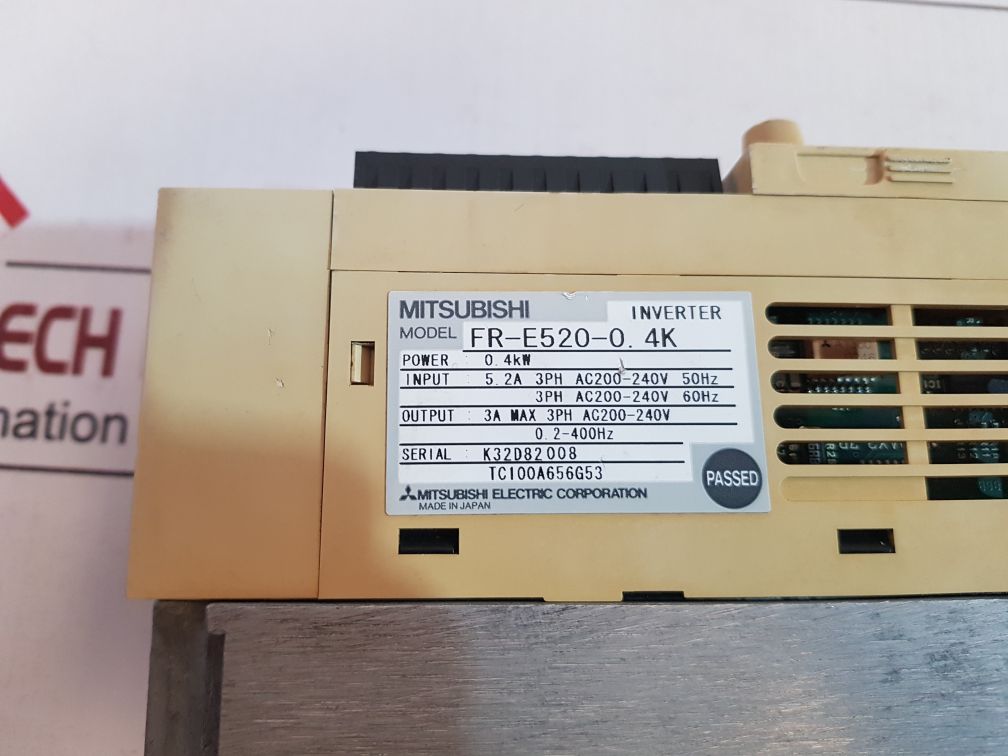 MITSUBISHI INVERTER
MODEL FR-E520-0.4K
POWER : 0.4kW
INPUT : 5.2A 3PH AC200-240V 50Hz
3PH AC200-240V 60Hz
OUTPUT : 3A MAX 3PH AC200-240V
0.2-400Hz
SERIAL : K32D82008
TC100A656G53
PASSED
MITSUBISHI ELECTRIC CORPORATION
MADE IN JAPAN
ECH
mation